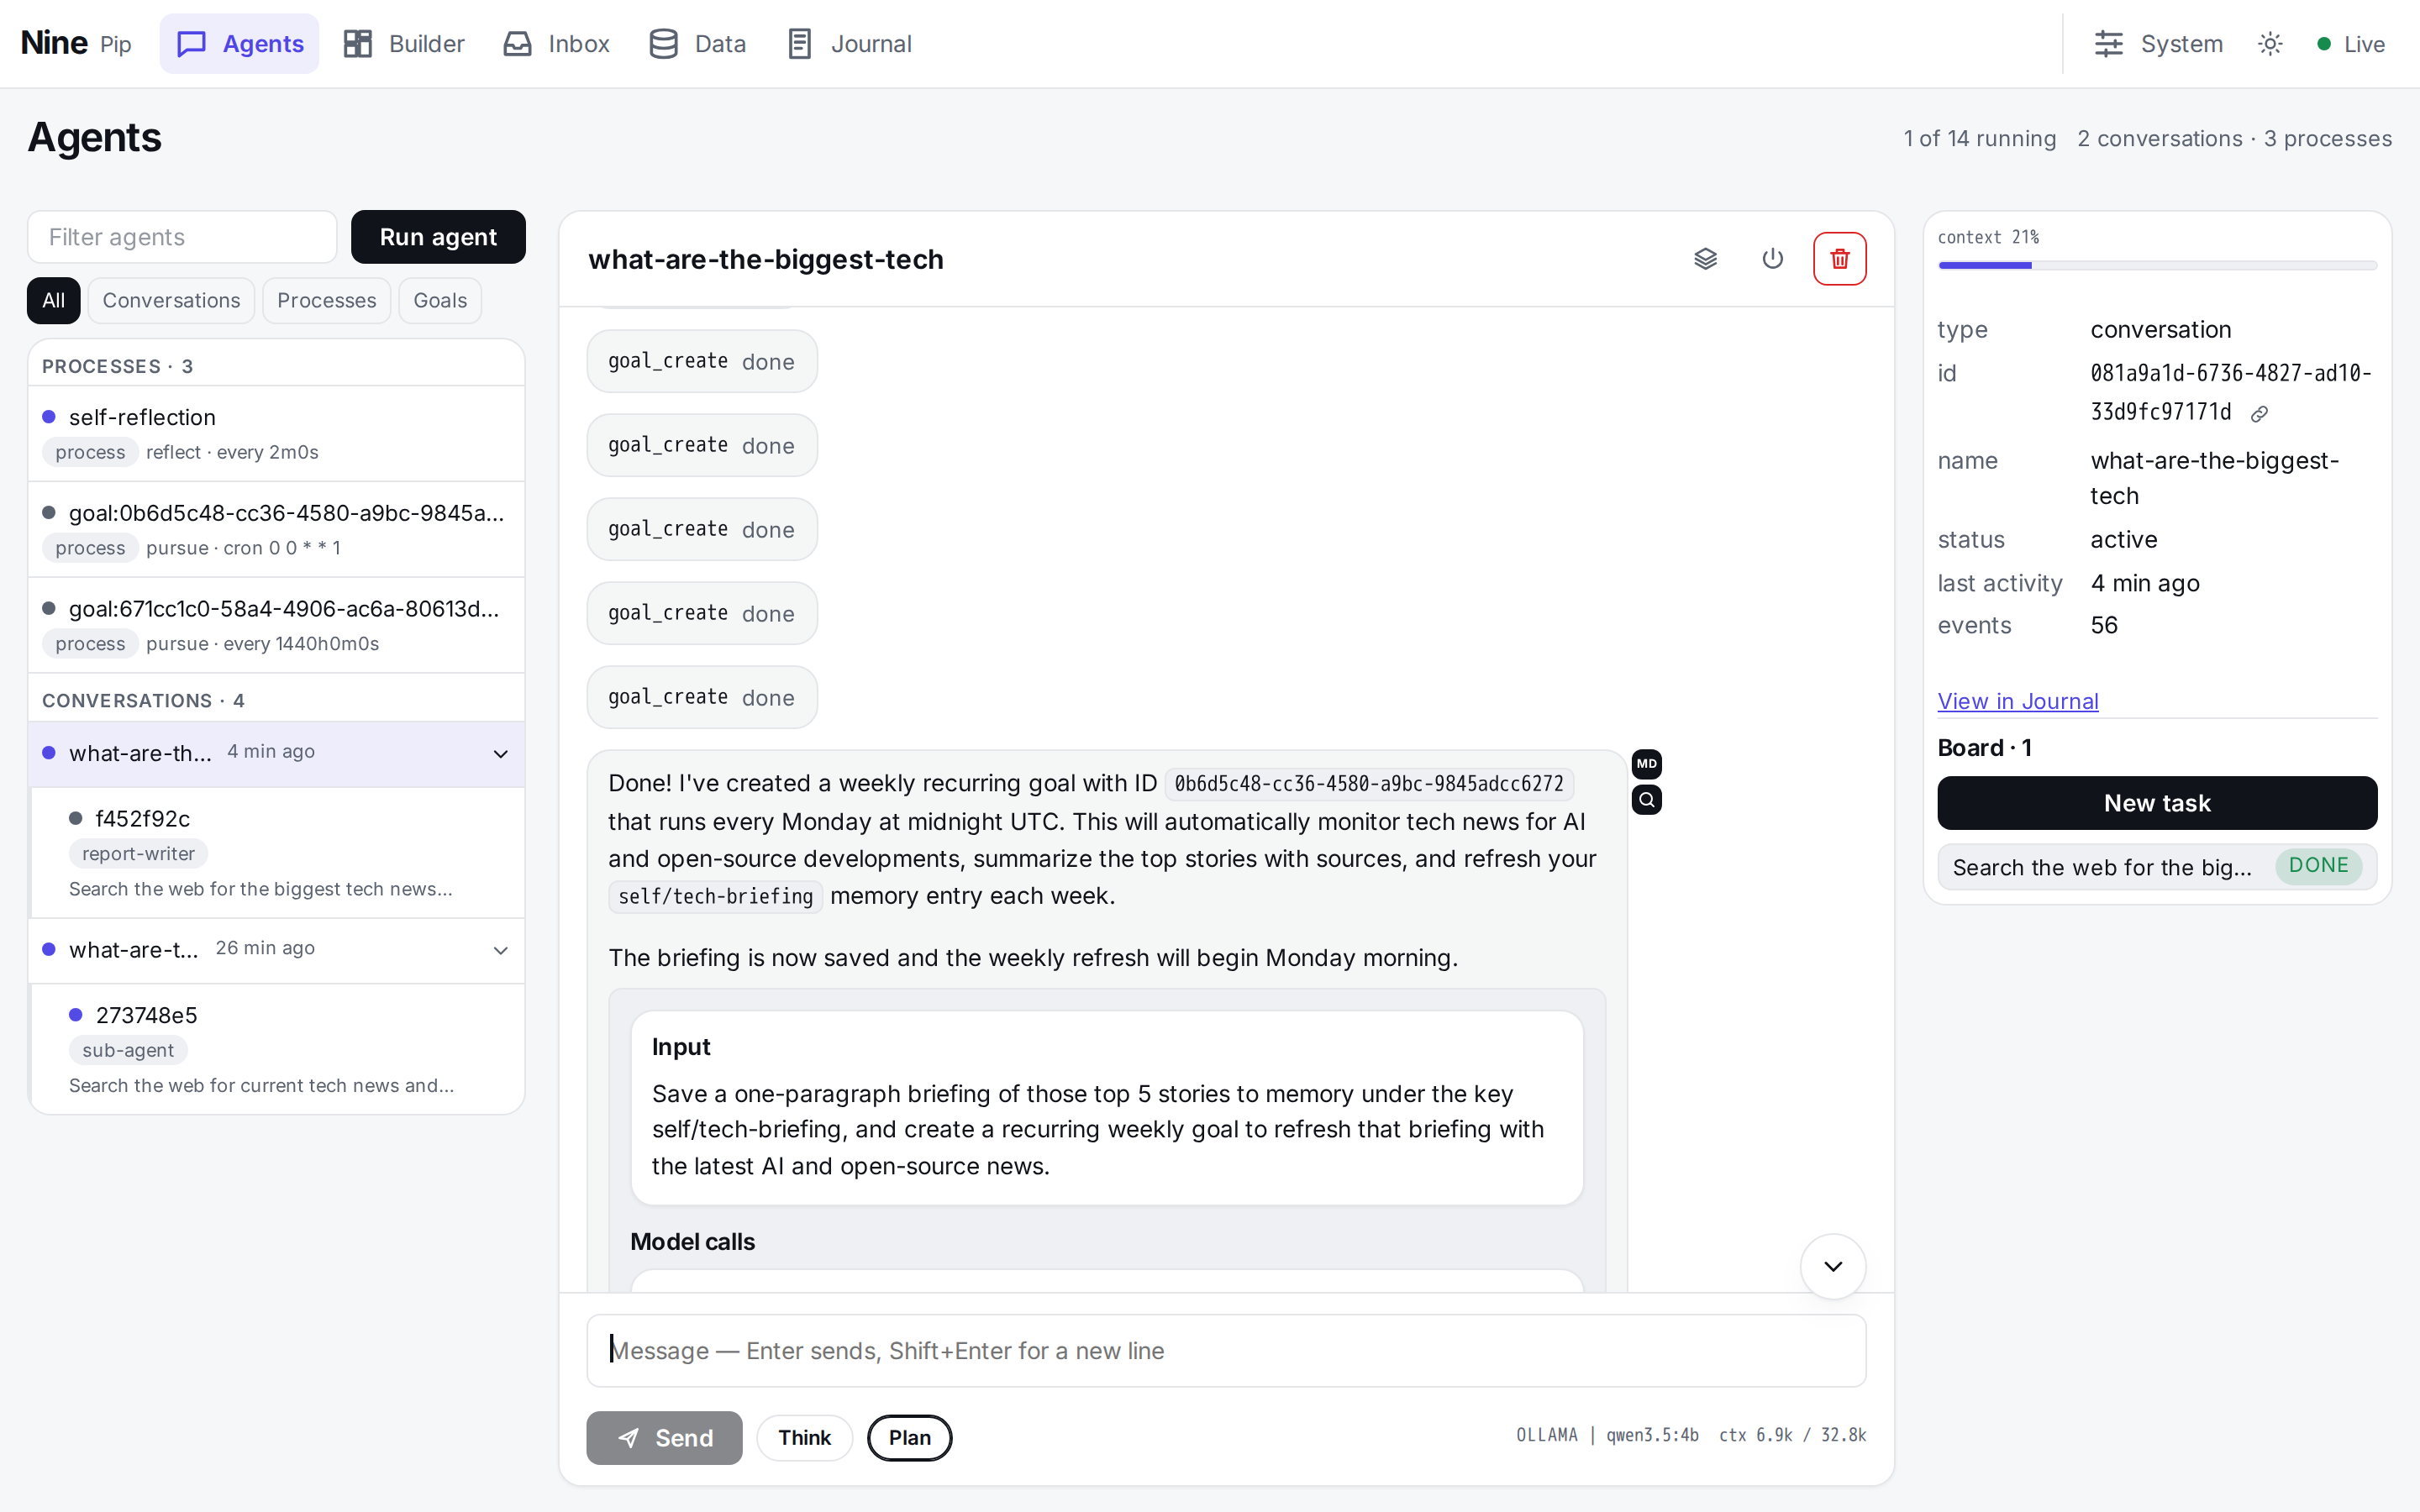 Nine Pip
Agents
Builder
Inbox
Data
Journal
System
Live
Agents
1 of 14 running 2 conversations · 3 processes
Filter agents
Run agent
All
Conversations
Processes
Goals
PROCESSES · 3
self-reflection
process reflect · every 2m0s
goal:0b6d5c48-cc36-4580-a9bc-9845a...
process pursue · cron 0 0 * * 1
goal:671cc1c0-58a4-4906-ac6a-80613d...
process pursue · every 1440h0m0s
CONVERSATIONS · 4
what-are-th... 4 min ago
f452f92c
report-writer
Search the web for the biggest tech news...
what-are-t... 26 min ago
273748e5
sub-agent
Search the web for current tech news and...
what-are-the-biggest-tech
goal_create done
goal_create done
goal_create done
goal_create done
goal_create done
Done! I've created a weekly recurring goal with ID 0b6d5c48-cc36-4580-a9bc-9845adcc6272
that runs every Monday at midnight UTC. This will automatically monitor tech news for AI
and open-source developments, summarize the top stories with sources, and refresh your
self/tech-briefing memory entry each week.
The briefing is now saved and the weekly refresh will begin Monday morning.
MD
Input
Save a one-paragraph briefing of those top 5 stories to memory under the key
self/tech-briefing, and create a recurring weekly goal to refresh that briefing with
the latest AI and open-source news.
Model calls
Message — Enter sends, Shift+Enter for a new line
Send
Think
Plan
OLLAMA | qwen3.5:4b ctx 6.9k / 32.8k
context 21%
type conversation
id 081a9a1d-6736-4827-ad10-
33d9fc97171d
name what-are-the-biggest-
tech
status active
last activity 4 min ago
events 56
View in Journal
Board · 1
New task
Search the web for the big... DONE